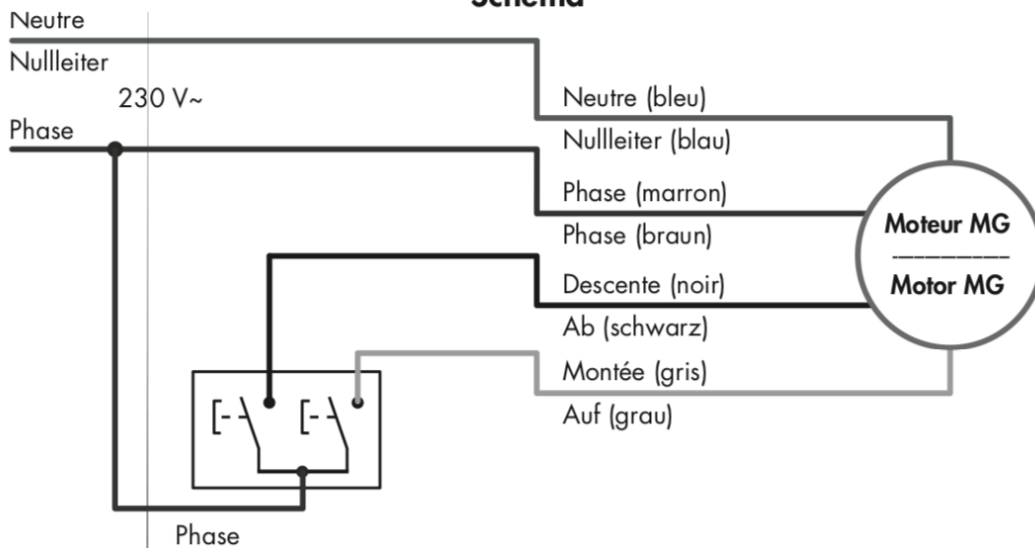 Schéma
Neutre
Nullleiter
230 V~
Phase
Neutre (bleu)
Nullleiter (blau)
Phase (marron)
Phase (braun)
Descente (noir)
Ab (schwarz)
Montée (gris)
Auf (grau)
Moteur MG
Motor MG
Phase